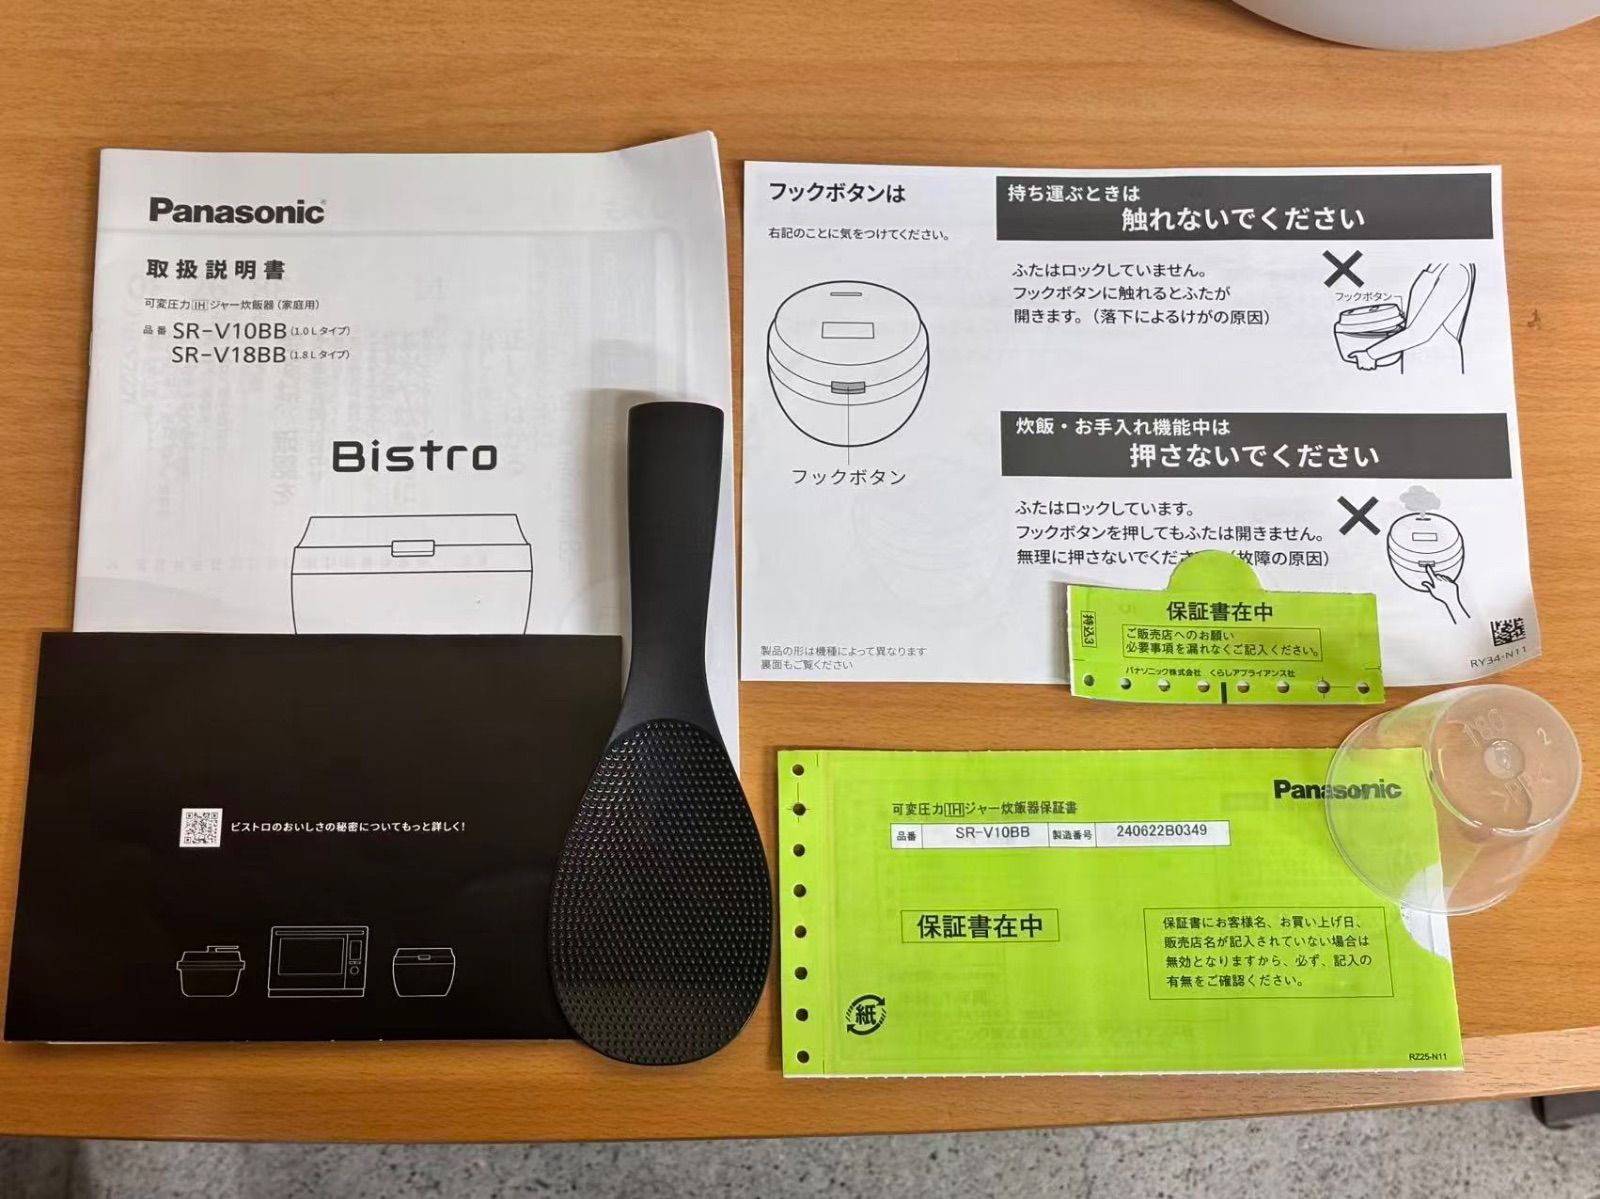 Panasonic
取扱説明書
可変圧力IHジャー炊飯器(家庭用)
品番 SR-V10BB(1.0Lタイプ)
SR-V18BB(1.8Lタイプ)
Bistro
ビストロのおいしさの秘密についてもっと詳しく!
フックボタンは
右記のことに気をつけてください。
フックボタン
製品の形は機種によって異なります
裏面もご覧ください
持ち運ぶときは
触れないでください
ふたはロックしていません。
フックボタンに触れるとふたが
開きます。(落下によるけがの原因)
フックボタン
炊飯・お手入れ機能中は
押さないでください
ふたはロックしています。
フックボタンを押してもふたは開きません。
無理に押さないでくださ 故障の原因)
RY34-N11
持込3
保証書在中
ご販売店へのお願い
必要事項を漏れなくご記入ください。
パナソニック株式会社 くらしアプライアンス社
Panasonic
可変圧力IHジャー炊飯器保証書
品番 SR-V10BB 製造番号 240622B0349
保証書在中
保証書にお客様名、お買い上げ日、
販売店名が記入されていない場合は
無効となりますから、必ず、記入の
有無をご確認ください。
紙
RZ25-N11
180
2